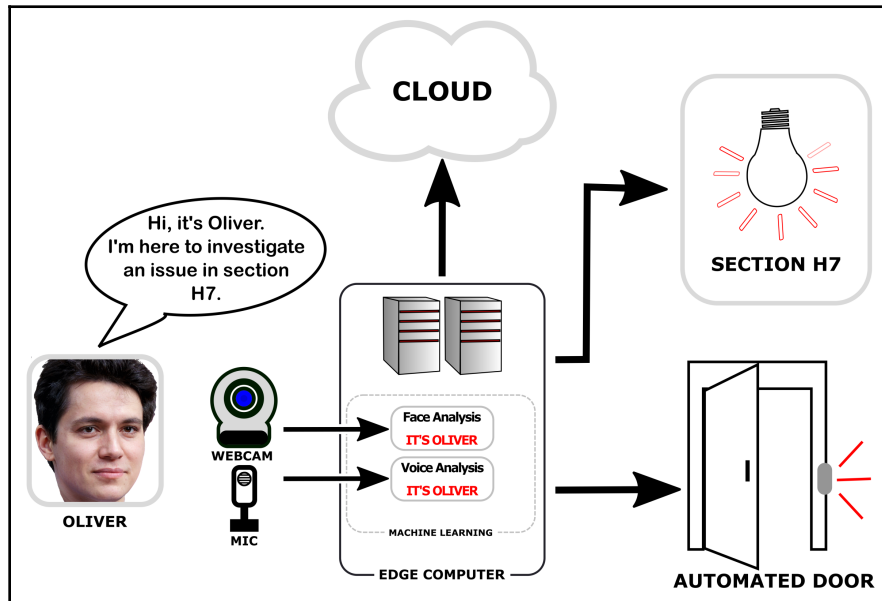 CLOUD
Hi, it's Oliver.
I'm here to investigate
an issue in section
H7.
SECTION H7
OLIVER
WEBCAM
MIC
Face Analysis
IT'S OLIVER
Voice Analysis
IT'S OLIVER
MACHINE LEARNING
EDGE COMPUTER
AUTOMATED DOOR